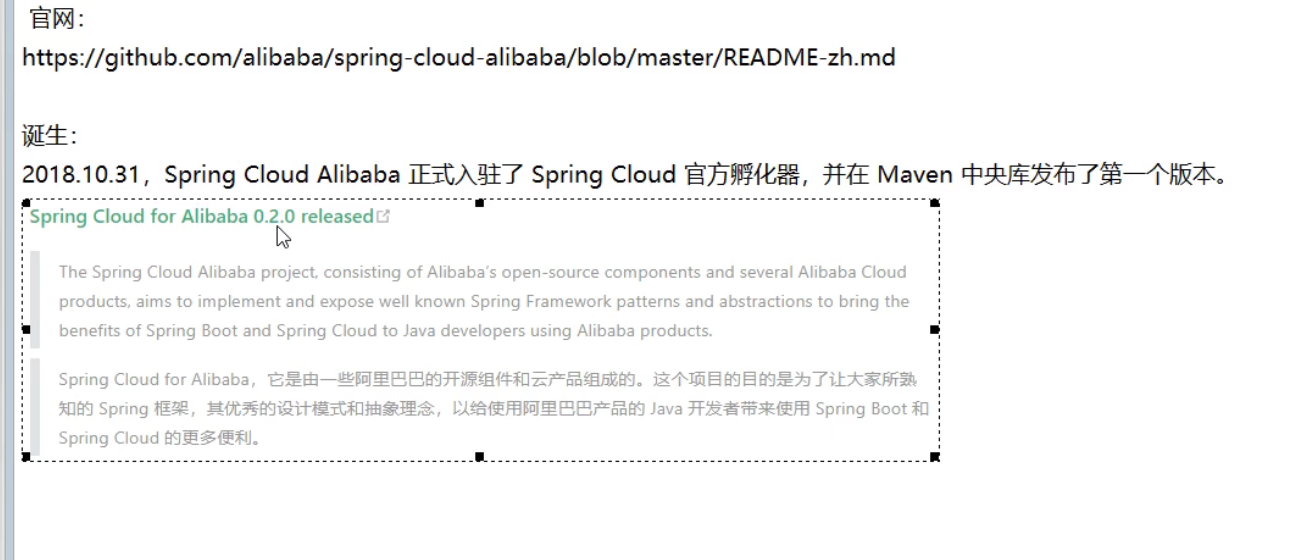 官网：
https://github.com/alibaba/spring-cloud-alibaba/blob/master/README-zh.md
诞生：
2018.10.31，Spring Cloud Alibaba 正式入驻了 Spring Cloud 官方孵化器，并在 Maven 中央库发布了第一个版本。
Spring Cloud for Alibaba 0.2.0 released
The Spring Cloud Alibaba project, consisting of Alibaba's open-source components and several Alibaba Cloud
products, aims to implement and expose well known Spring Framework patterns and abstractions to bring the
benefits of Spring Boot and Spring Cloud to Java developers using Alibaba products.
Spring Cloud for Alibaba，它是由一些阿里巴巴的开源组件和云产品组成的。这个项目的目的是为了让大家所熟
知的 Spring 框架，其优秀的设计模式和抽象理念，以给使用阿里巴巴产品的 Java 开发者带来使用 Spring Boot 和
Spring Cloud 的更多便利。